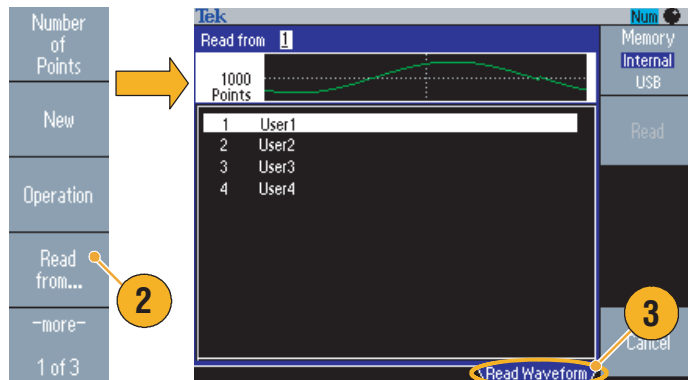 Number
of
Points
New
Operation
Read
from...
2
-more-
1 of 3
Tek
Num
Read from 1
1000
Points
1 User1
2 User2
3 User3
4 User4
Read Waveform
Memory
Internal
USB
Read
3
Cancel